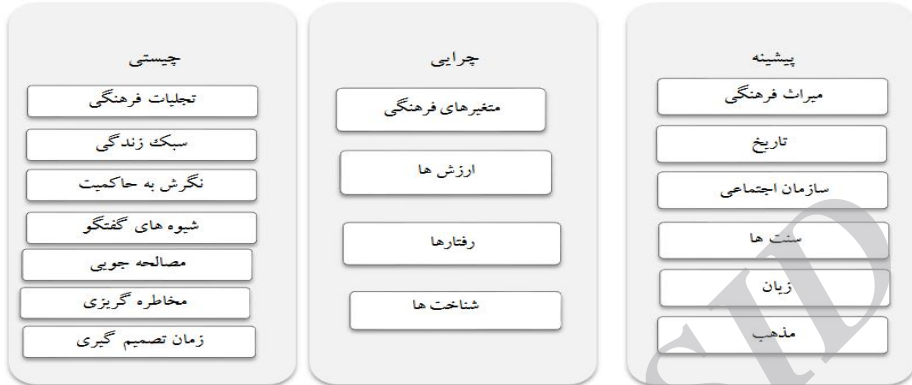 پیشینه
میراث فرهنگی
تاریخ
سازمان اجتماعی
سنت ها
زبان
مذهب
چرایی
متغیرهای فرهنگی
ارزش ها
رفتارها
شناخت ها
چیستی
تجلیات فرهنگی
سبک زندگی
نگرش به حاکمیت
شیوه های گفتگو
مصالحه جویی
مخاطره گریزی
زمان تصمیم گیری
SID